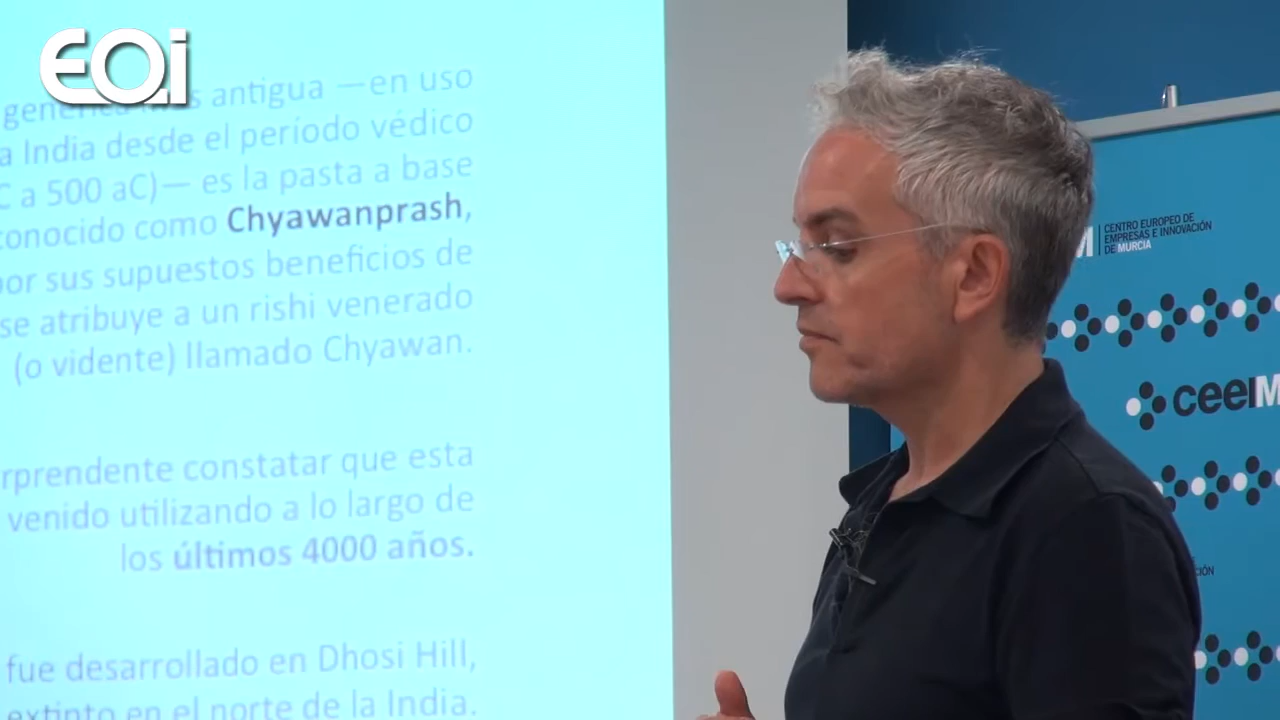 EOi
genérica más antigua —en uso
a India desde el período védico
C a 500 aC)— es la pasta a base
conocido como Chyawanprash,
por sus supuestos beneficios de
se atribuye a un rishi venerado
(o vidente) llamado Chyawan.
rprendente constatar que esta
venido utilizando a lo largo de
los últimos 4000 años.
fue desarrollado en Dhosi Hill,
extinto en el norte de la India.
M
CENTRO EUROPEO DE
EMPRESAS E INNOVACIÓN
DE MURCIA
ceeiM
CIÓN